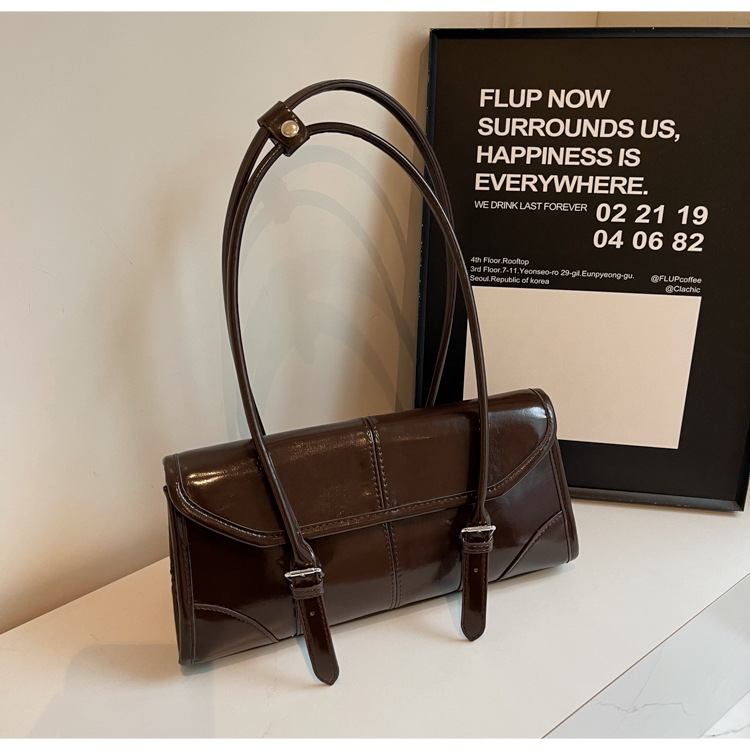 FLUP NOW
SURROUNDS US,
HAPPINESS IS
EVERYWHERE.
WE DRINK LAST FOREVER
02 21 19
04 06 82
4th Floor.Rooftop
3rd Floor.7-11.Yeonseo-ro 29-gil.Eunpyeong-gu.
Seoul.Republic of korea
@FLUPcoffee
@Clachic